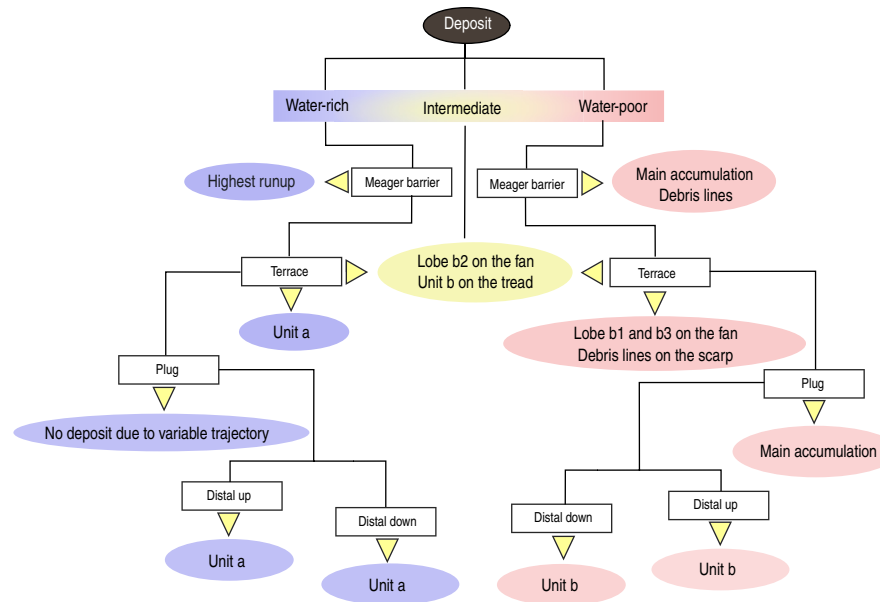 Deposit
Water-rich
Intermediate
Water-poor
Highest runup
Meager barrier
Meager barrier
Main accumulation
Debris lines
Terrace
Lobe b2 on the fan
Unit b on the tread
Terrace
Unit a
Lobe b1 and b3 on the fan
Debris lines on the scarp
Plug
Plug
No deposit due to variable trajectory
Main accumulation
Distal up
Distal down
Distal down
Distal up
Unit a
Unit a
Unit b
Unit b